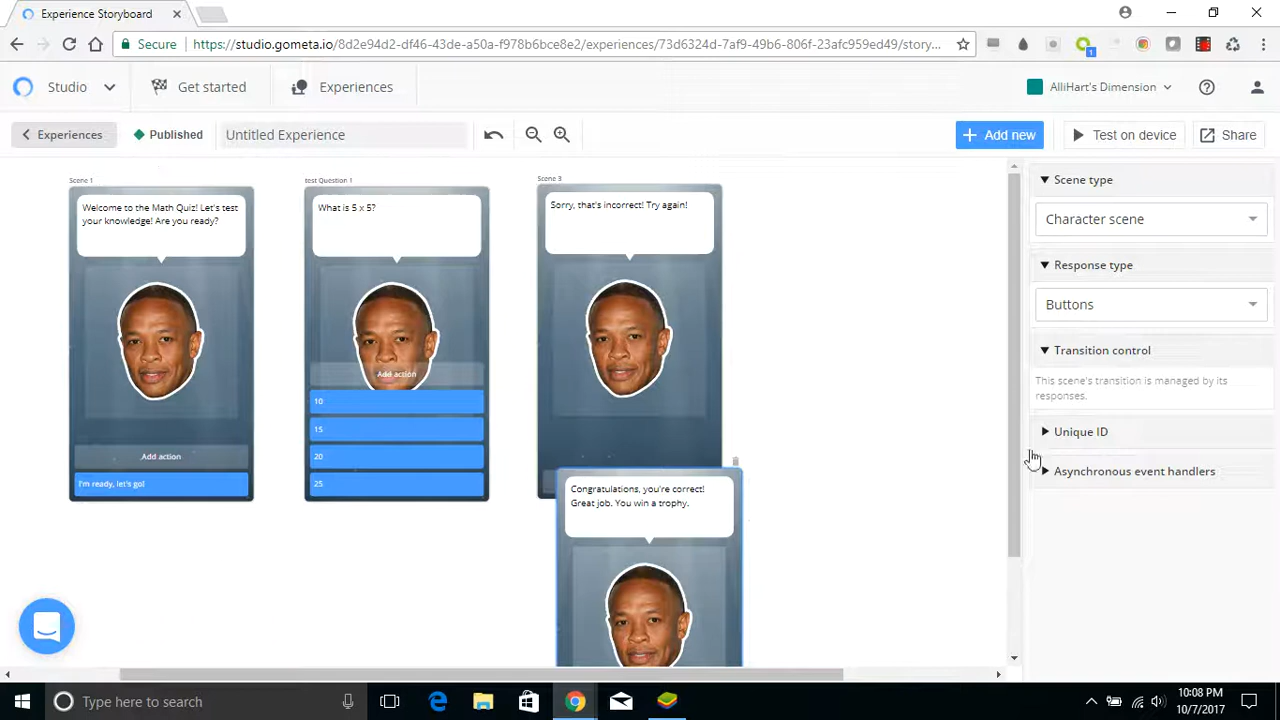 Experience Storyboard
Secure
https://studio.gometa.io/8d2e94d2-df46-43de-a50a-f978b6bce8e2/experiences/73d6324d-7af9-49b6-806f-23afc959ed49/story...
1
Studio
Get started
Experiences
AlliHart's Dimension
Experiences
Published
Untitled Experience
Add new
Test on device
Share
Scene 1
test Question 1
Scene 3
Welcome to the Math Quiz! Let's test
your knowledge! Are you ready?
What is 5 x 5?
Sorry, that's incorrect! Try again!
Add action
I'm ready, let's go!
Add action
10
15
20
25
Congratulations, you're correct!
Great job. You win a trophy.
Scene type
Character scene
Response type
Buttons
Transition control
This scene's transition is managed by its
responses.
Unique ID
Asynchronous event handlers
Type here to search
10:08 PM
10/7/2017